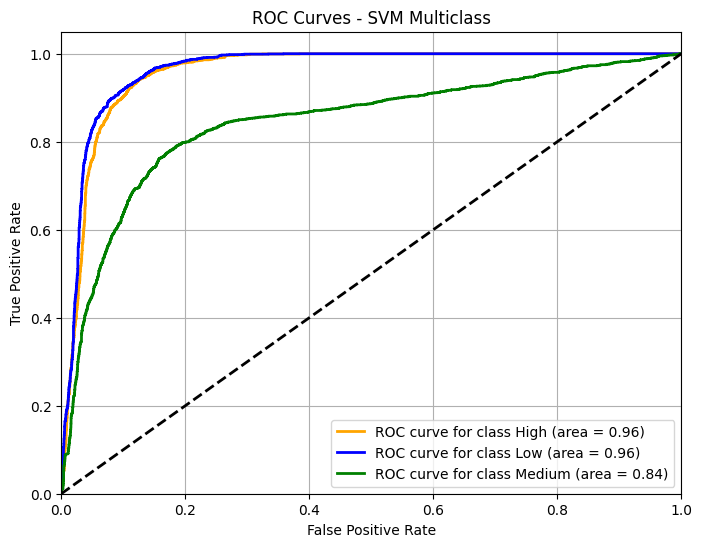 ROC Curves - SVM Multiclass
True Positive Rate
1.0
0.8
0.6
0.4
0.2
0.0
ROC curve for class High (area = 0.96)
ROC curve for class Low (area = 0.96)
ROC curve for class Medium (area = 0.84)
0.0 0.2 0.4 0.6 0.8 1.0
False Positive Rate